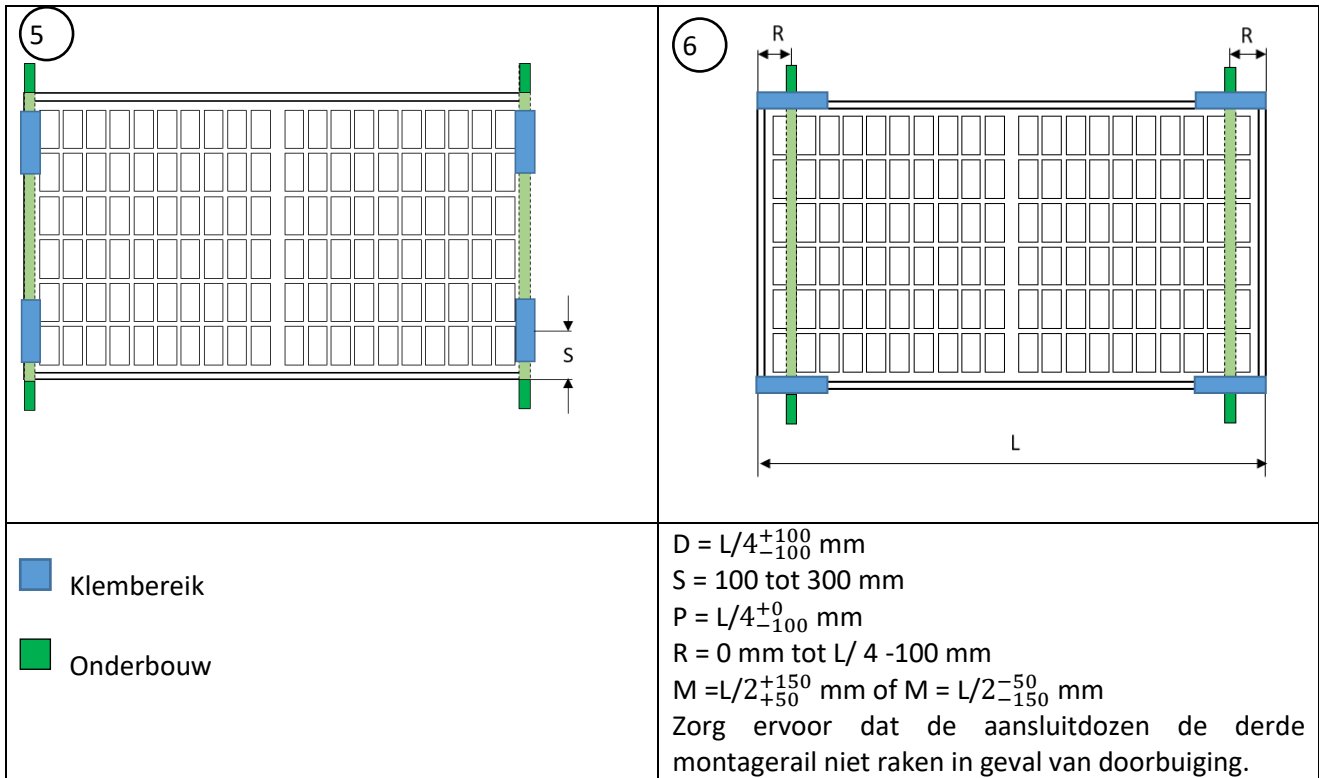 5
S
6
R R
L
Klembereik
Onderbouw
D = L/4 +100 -100 mm
S = 100 tot 300 mm
P = L/4 +0 -100 mm
R = 0 mm tot L/ 4 -100 mm
M =L/2 +150 +50 mm of M = L/2 -50 -150 mm
Zorg ervoor dat de aansluitdozen de derde
montagerail niet raken in geval van doorbuiging.